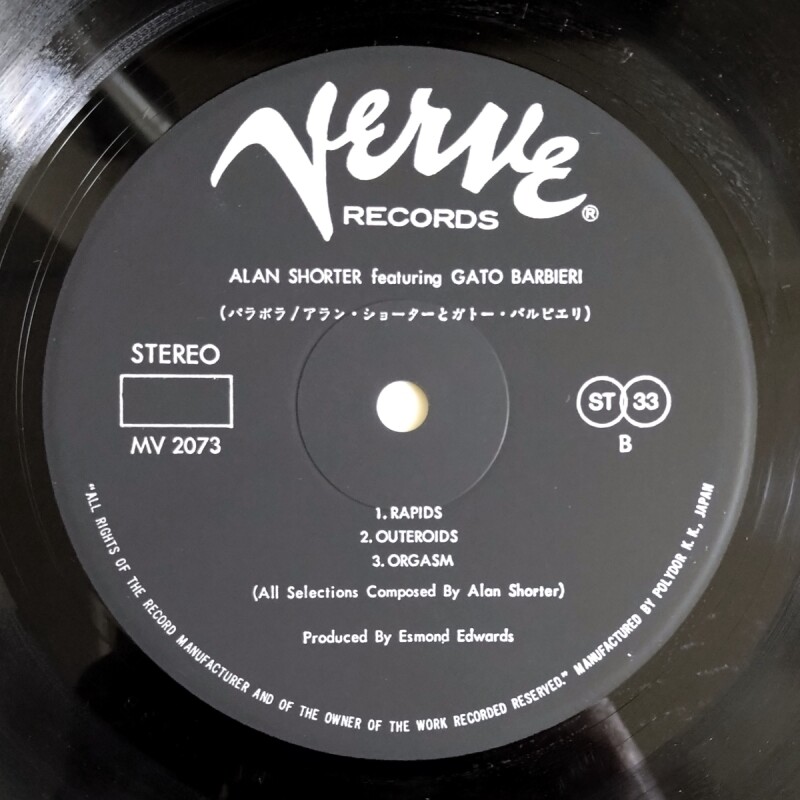 Verve
RECORDS ®
ALAN SHORTER featuring GATO BARBIERI
(パラボラ/アラン・ショーターとガトー・バルビエリ)
STEREO
MV 2073
ST 33
B
1. RAPIDS
2. OUTEROIDS
3. ORGASM
(All Selections Composed By Alan Shorter)
Produced By Esmond Edwards
"ALL RIGHTS OF THE RECORD MANUFACTURER AND OF THE OWNER OF THE WORK RECORDED RESERVED." MANUFACTURED BY POLYDOR K. K., JAPAN